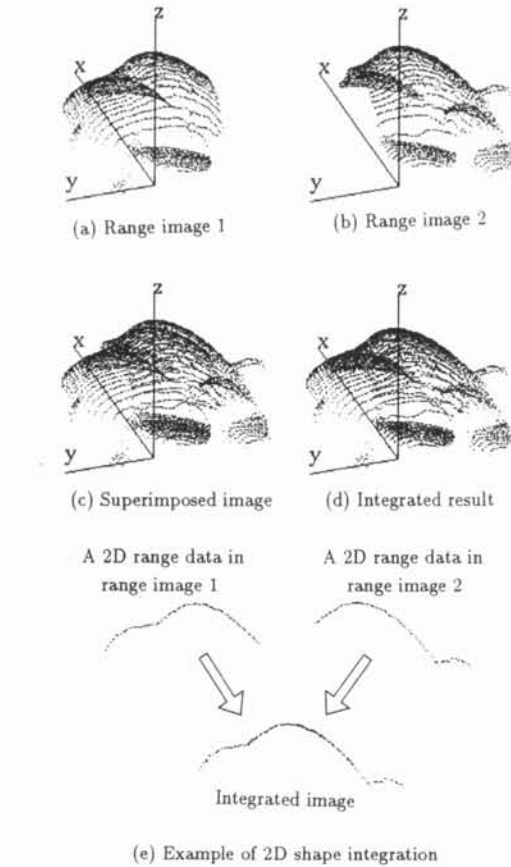 z
x
y
(a) Range image 1
z
x
y
(b) Range image 2
z
x
y
(c) Superimposed image
z
x
y
(d) Integrated result
A 2D range data in
range image 1
A 2D range data in
range image 2
Integrated image
(e) Example of 2D shape integration